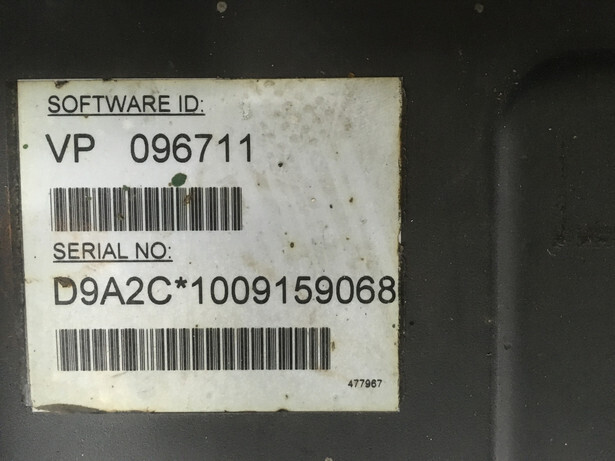 SOFTWARE ID:
VP 096711
SERIAL NO:
D9A2C*1009159068
477967